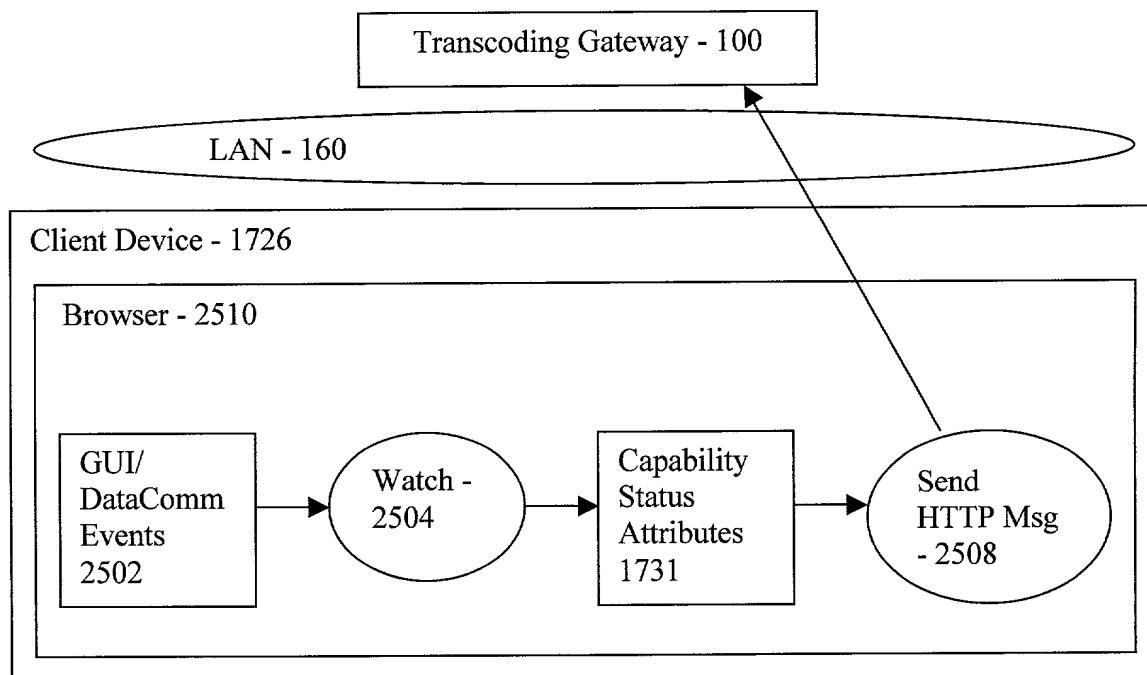 Transcoding Gateway - 100
LAN - 160
Client Device - 1726
Browser - 2510
GUI/
DataComm
Events
2502
Watch -
2504
Capability
Status
Attributes
1731
Send
HTTP Msg
- 2508